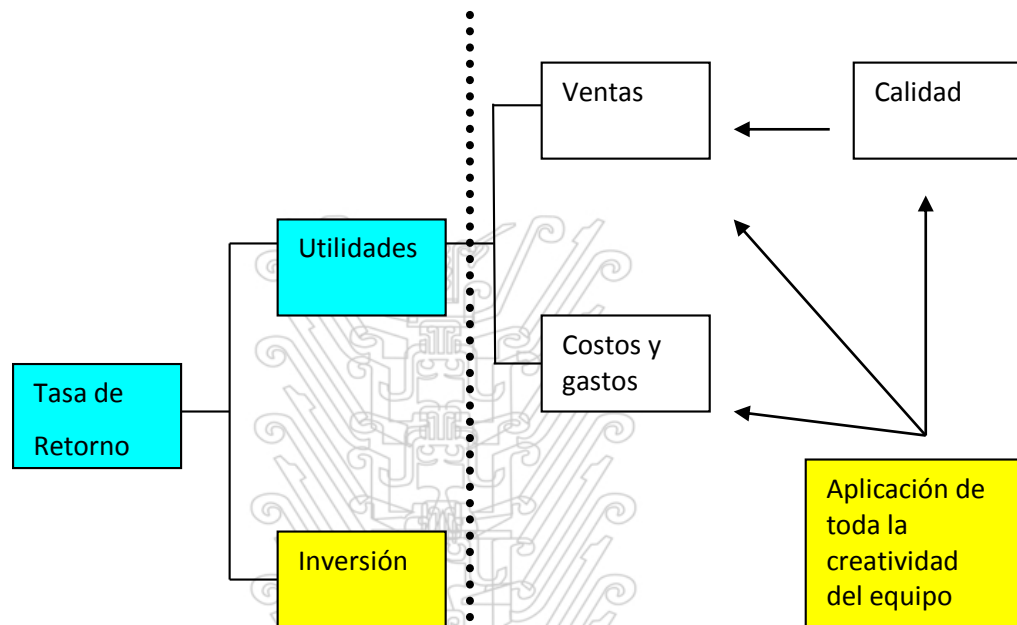 Ventas
Calidad
Utilidades
Costos y
gastos
Tasa de
Retorno
Inversión
Aplicación de
toda la
creatividad
del equipo